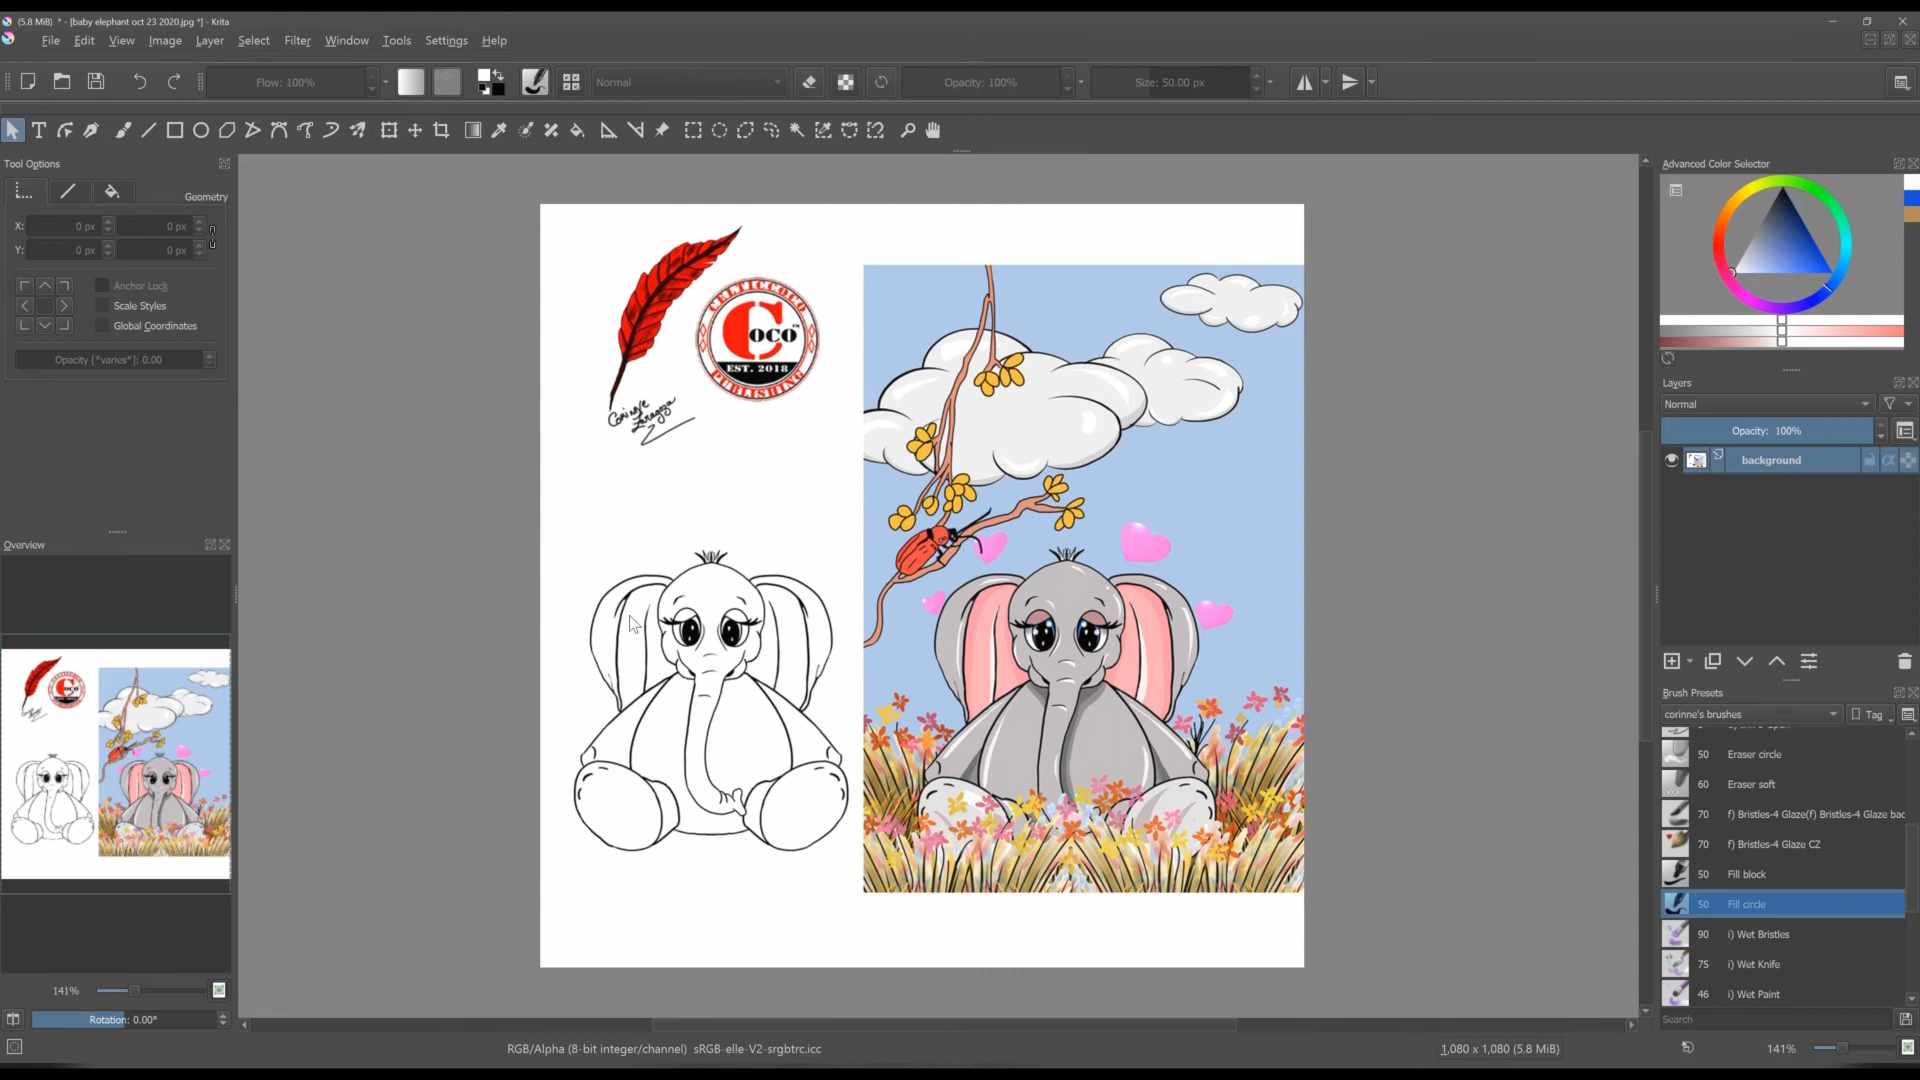 (5.8 MiB) * - [baby elephant oct 23 2020.jpg *] - Krita
File Edit View Image Layer Select Filter Window Tools Settings Help
Flow: 100%
Normal
Opacity: 100%
Size: 50.00 px
Tool Options
Geometry
X: 0 px 0 px
Y: 0 px 0 px
Anchor Lock
Scale Styles
Global Coordinates
Opacity [*varies*]: 0.00
Overview
141%
Rotation: 0.00°
CELTICCOCO
COCO™
EST. 2018
PUBLISHING
Corinne
Zaragoza
Advanced Color Selector
Layers
Normal
Opacity: 100%
background
Brush Presets
corinne's brushes
Tag
50 Eraser circle
60 Eraser soft
70 f) Bristles-4 Glaze(f) Bristles-4 Glaze bac
70 f) Bristles-4 Glaze CZ
50 Fill block
50 Fill circle
90 i) Wet Bristles
75 i) Wet Knife
46 i) Wet Paint
Search
RGB/Alpha (8-bit integer/channel) sRGB-elle-V2-srgbtrc.icc
1,080 x 1,080 (5.8 MiB)
141%